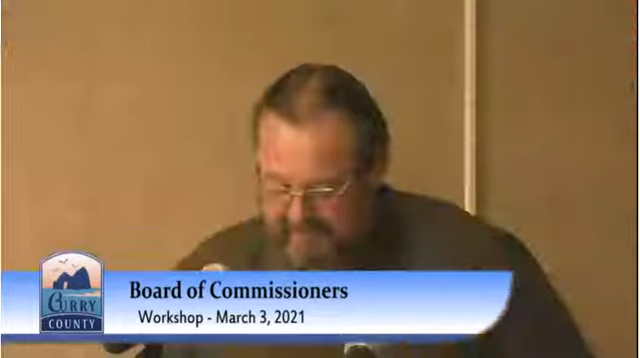 Board of Commissioners
CURRY
COUNTY
Workshop - March 3, 2021